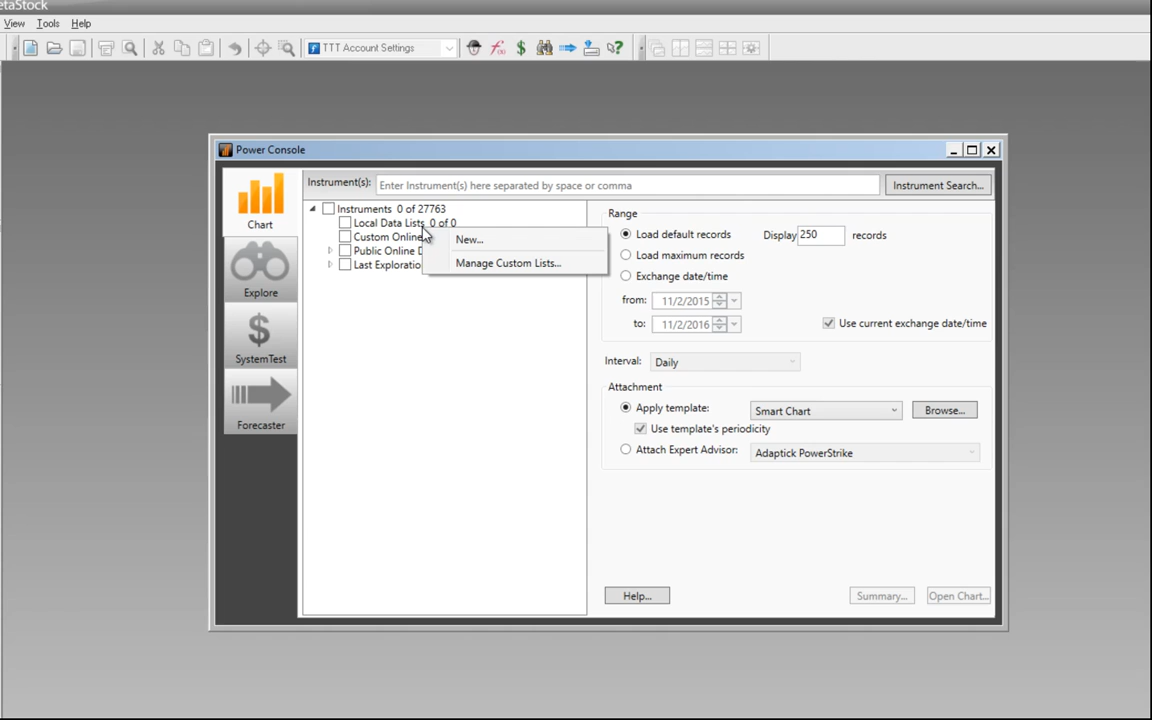 etaStock
View Tools Help
TTT Account Settings
Power Console
Instrument(s): Enter Instrument(s) here separated by space or comma Instrument Search...
Chart
Explore
SystemTest
Forecaster
Instruments 0 of 27763
Local Data Lists 0 of 0
Custom Online
Public Online D
Last Exploratio
New...
Manage Custom Lists...
Range
Load default records Display 250 records
Load maximum records
Exchange date/time
from: 11/2/2015
to: 11/2/2016 Use current exchange date/time
Interval: Daily
Attachment
Apply template: Smart Chart Browse...
Use template's periodicity
Attach Expert Advisor: Adaptick PowerStrike
Help... Summary... Open Chart...